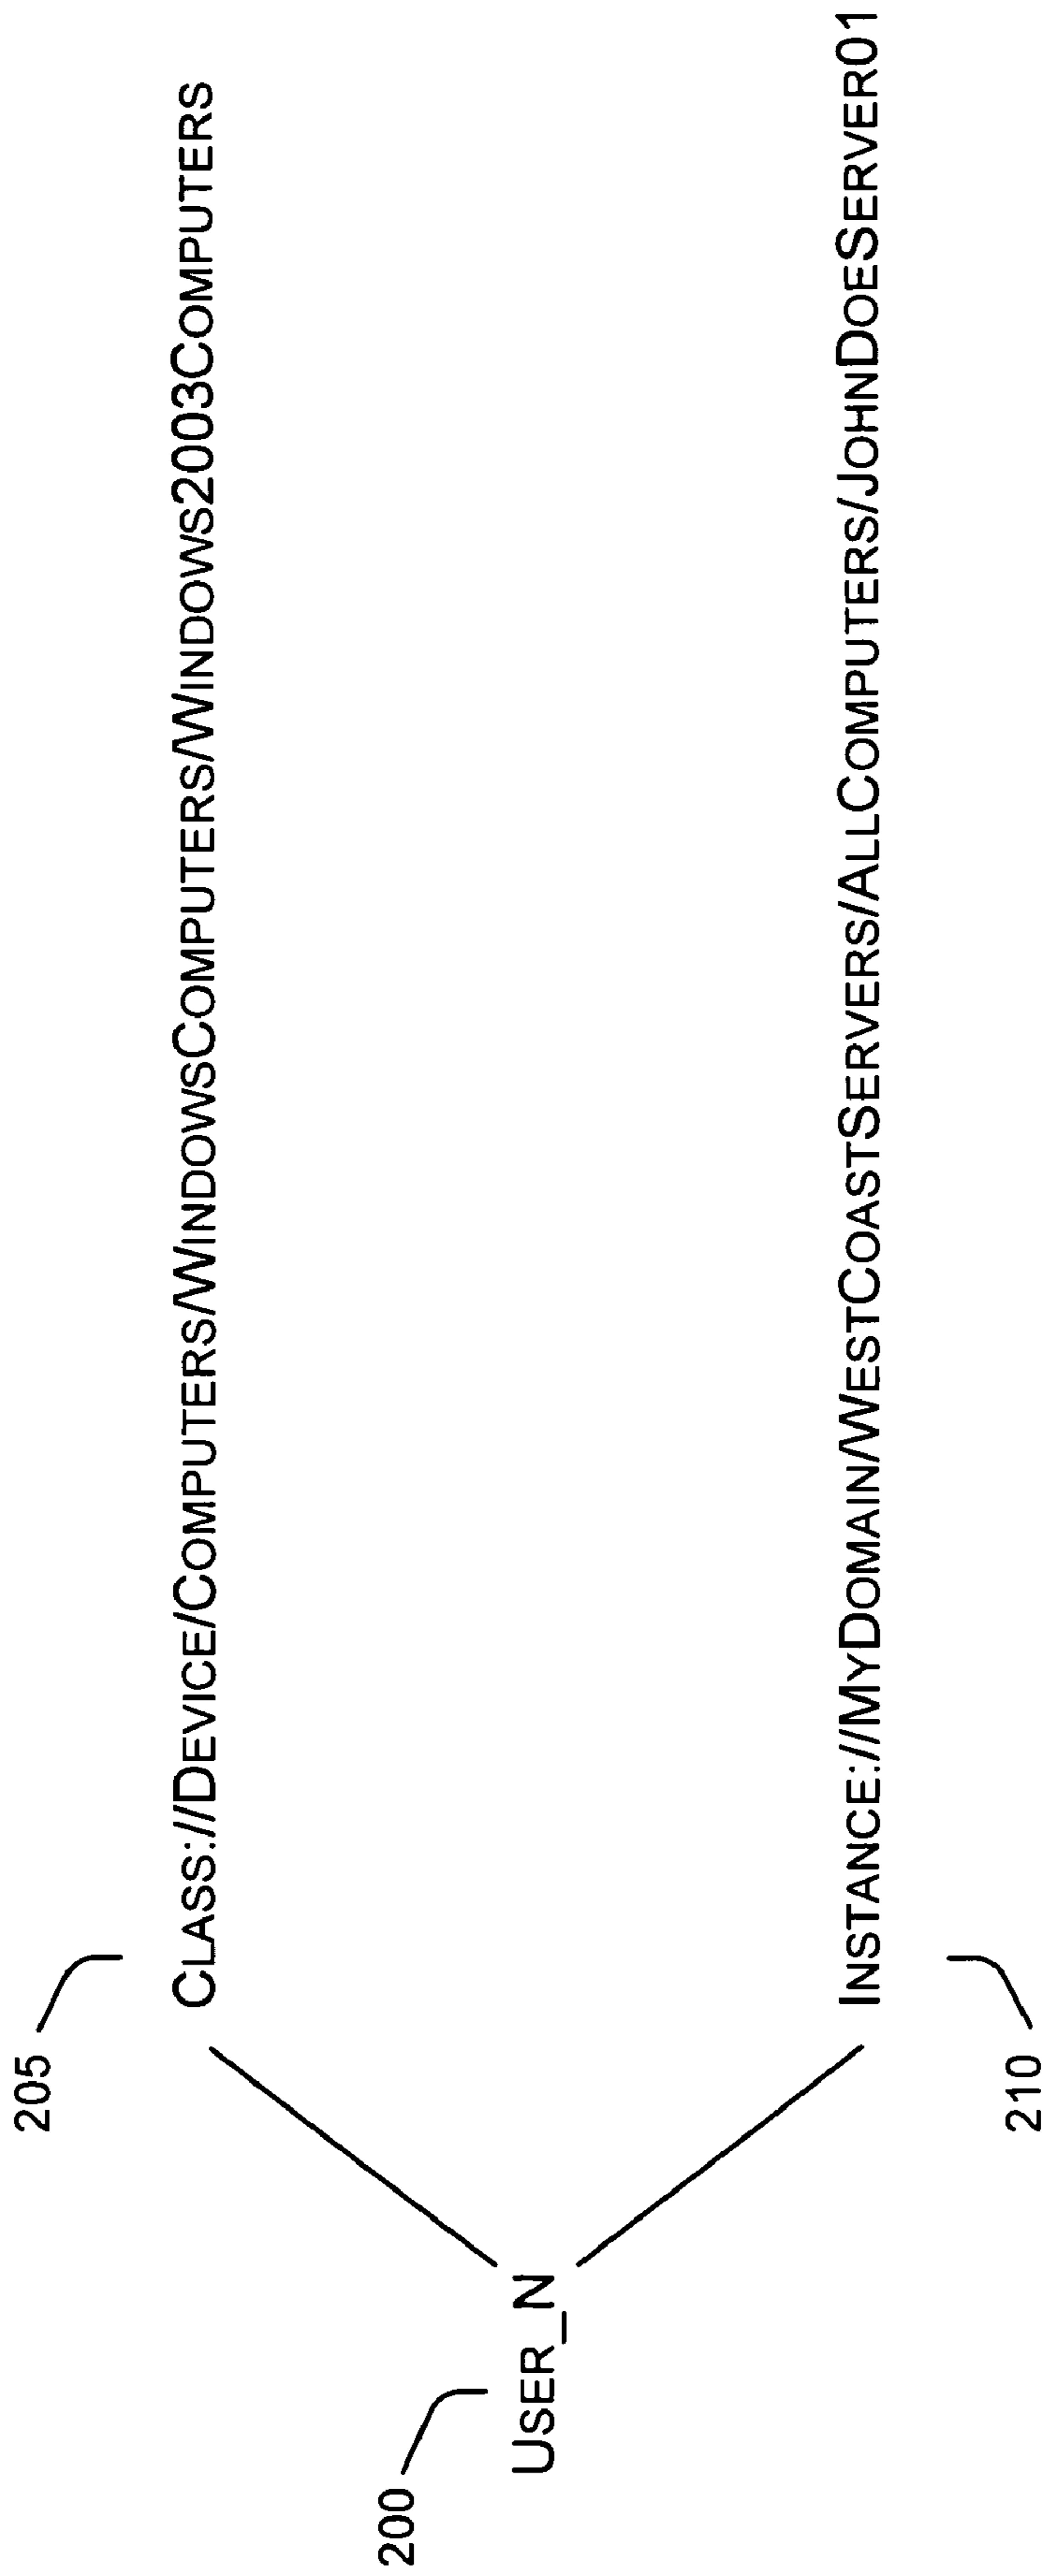 205
CLASS://DEVICE/COMPUTERS/WINDOWSCOMPUTERS/WINDOWS2003COMPUTERS
200
USER_N
INSTANCE://MYDOMAIN/WESTCOASTSERVERS/ALLCOMPUTERS/JOHNDOESERVER01
210